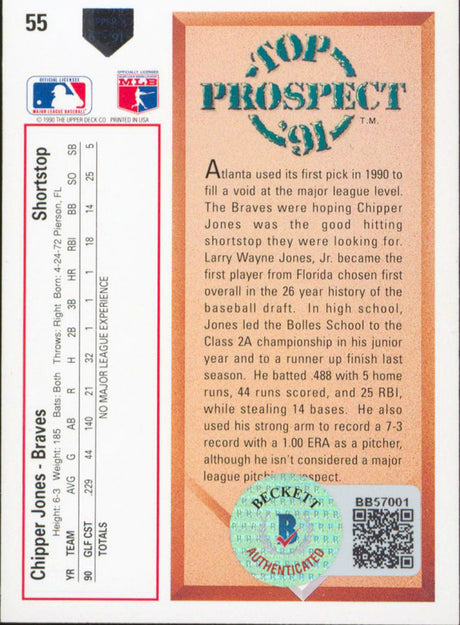 55
UPPER
'91
OFFICIAL LICENSEE
MAJOR LEAGUE BASEBALL
OFFICIALLY LICENSED
MLB
© 1990 THE UPPER DECK CO. PRINTED IN USA
Chipper Jones - Braves Shortstop
Height: 6-3 Weight: 185 Bats: Both Throws: Right Born: 4-24-72 Pierson, FL
YR TEAM AVG G AB R H 2B 3B HR RBI BB SO SB
90 GLF CST .229 44 140 21 32 1 1 1 18 14 25 5
TOTALS NO MAJOR LEAGUE EXPERIENCE
TOP
PROSPECT
'91
T.M.
Atlanta used its first pick in 1990 to
fill a void at the major league level.
The Braves were hoping Chipper
Jones was the good hitting
shortstop they were looking for.
Larry Wayne Jones, Jr. became the
first player from Florida chosen first
overall in the 26 year history of the
baseball draft. In high school,
Jones led the Bolles School to the
Class 2A championship in his junior
year and to a runner up finish last
season. He batted .488 with 5 home
runs, 44 runs scored, and 25 RBI,
while stealing 14 bases. He also
used his strong arm to record a 7-3
record with a 1.00 ERA as a pitcher,
although he isn't considered a major
league pitching prospect.
BECKETT
B
AUTHENTICATED
BB57001